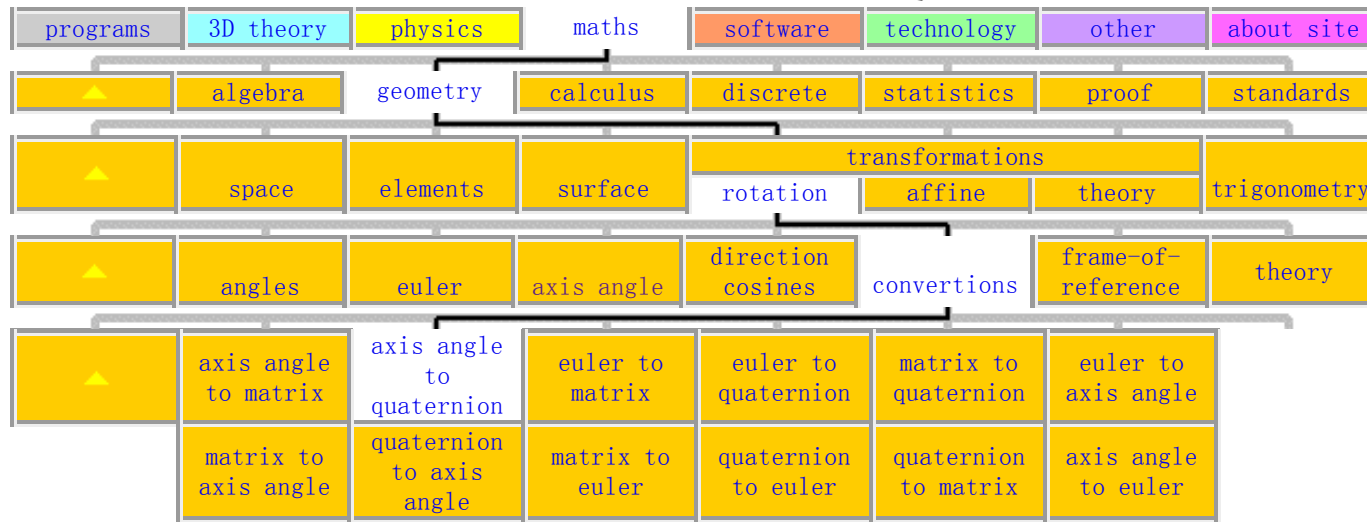 programs 3D theory physics maths software technology other about site
algebra geometry calculus discrete statistics proof standards
transformations
space elements surface trigonometry
rotation affine theory
direction frame-of-
angles euler axis angle cosines convertions reference theory
axis angle axis angle euler to euler to matrix to euler to
to matrix to matrix quaternion quaternion axis angle
quaternion
matrix to quaternion matrix to quaternion quaternion axis angle
axis angle to axis euler to euler to matrix to euler
angle